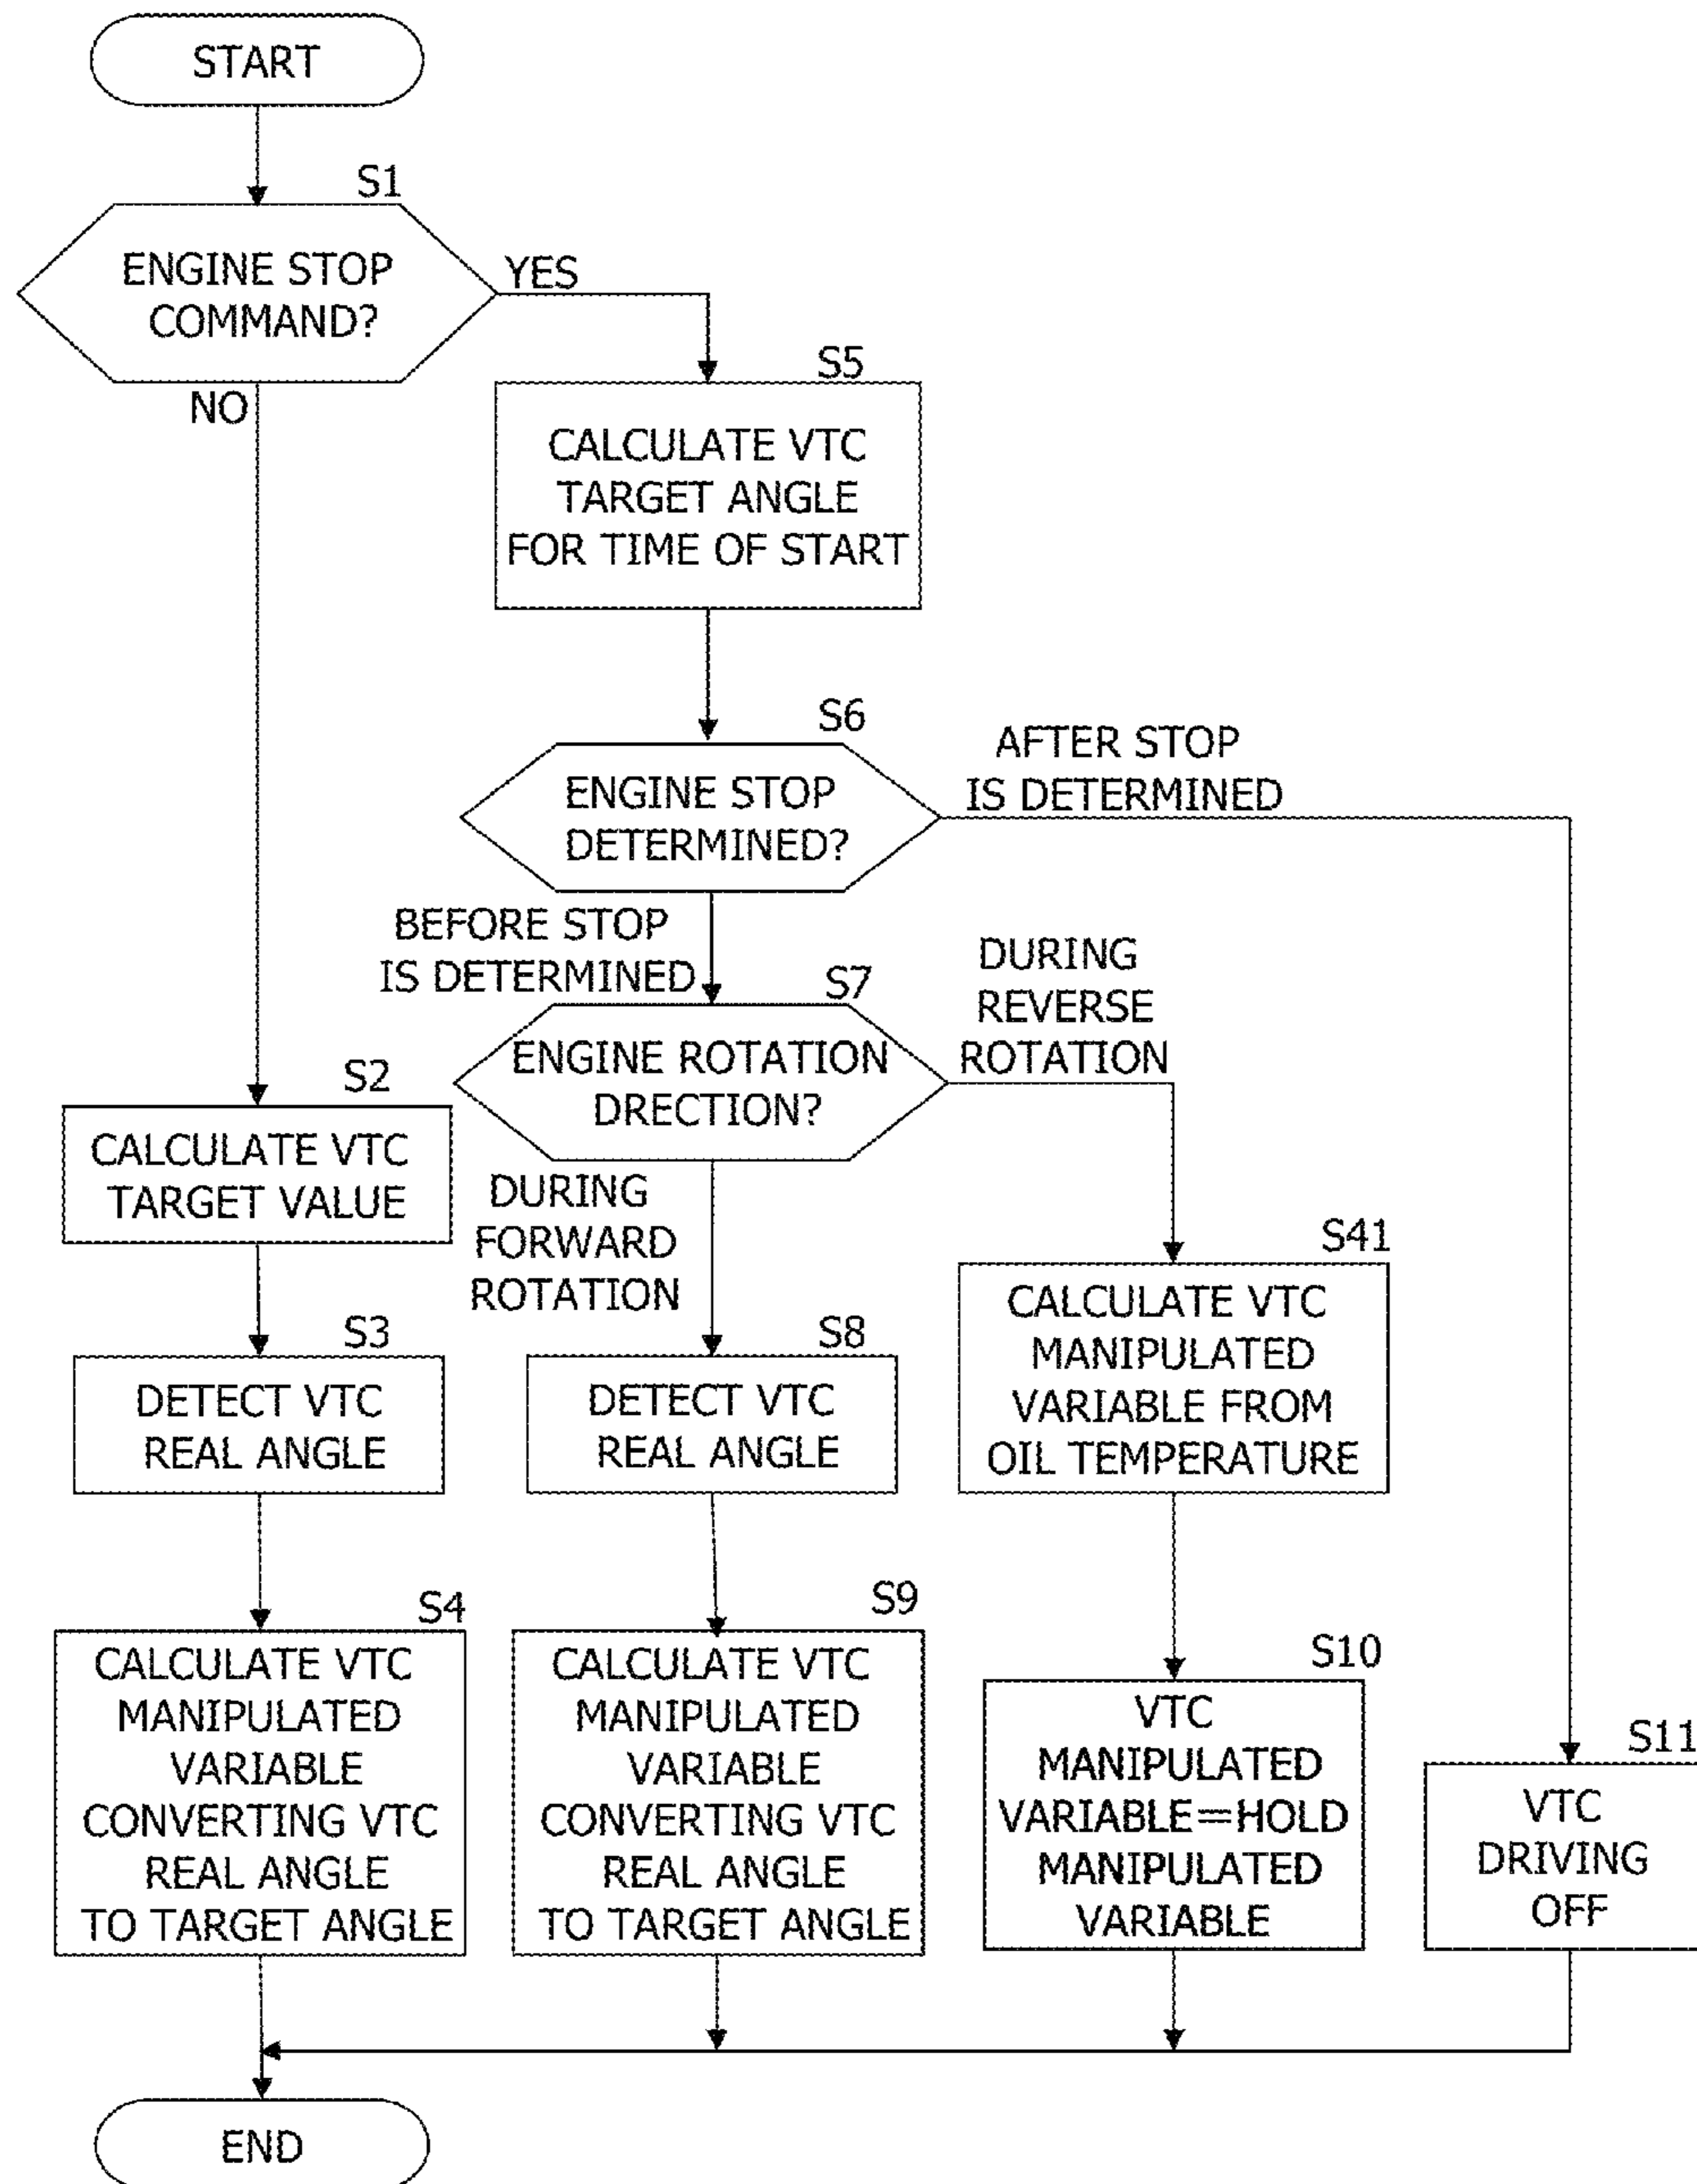 START
S1
ENGINE STOP
COMMAND?
YES
NO
S5
CALCULATE VTC
TARGET ANGLE
FOR TIME OF START
S6
ENGINE STOP
DETERMINED?
AFTER STOP
IS DETERMINED
BEFORE STOP
IS DETERMINED
S7
ENGINE ROTATION
DRECTION?
DURING
REVERSE
ROTATION
DURING
FORWARD
ROTATION
S2
CALCULATE VTC
TARGET VALUE
S3
DETECT VTC
REAL ANGLE
S4
CALCULATE VTC
MANIPULATED
VARIABLE
CONVERTING VTC
REAL ANGLE
TO TARGET ANGLE
S8
DETECT VTC
REAL ANGLE
S9
CALCULATE VTC
MANIPULATED
VARIABLE
CONVERTING VTC
REAL ANGLE
TO TARGET ANGLE
S41
CALCULATE VTC
MANIPULATED
VARIABLE FROM
OIL TEMPERATURE
S10
VTC
MANIPULATED
VARIABLE=HOLD
MANIPULATED
VARIABLE
S11
VTC
DRIVING
OFF
END